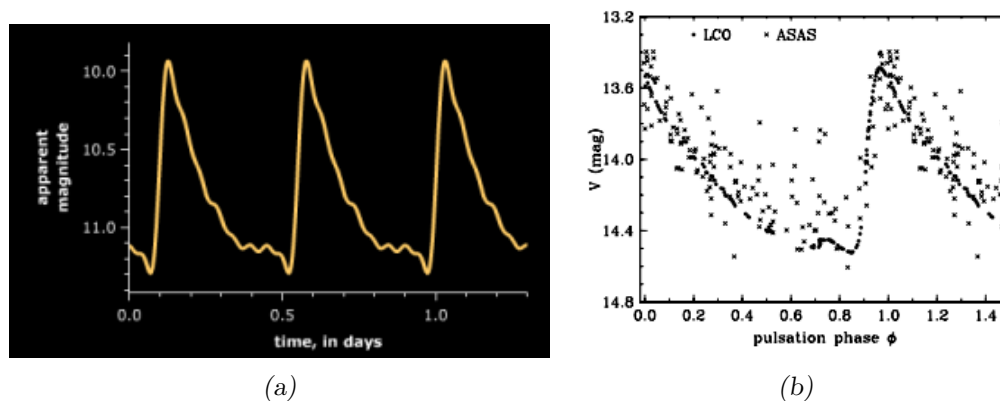 10.0
10.5
11.0
apparent
magnitude
0.0 0.5 1.0
time, in days
(a)
13.2
13.6
14.0
14.4
14.8
V (mag)
LCO ASAS
0.0 0.2 0.4 0.6 0.8 1.0 1.2 1.4
pulsation phase ϕ
(b)